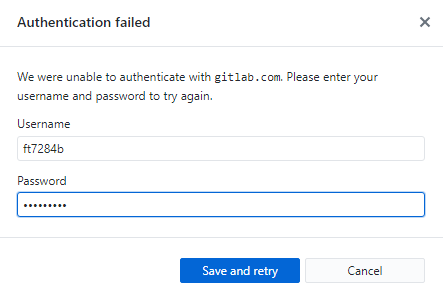 Authentication failed
We were unable to authenticate with gitlab.com. Please enter your
username and password to try again.
Username
ft7284b
Password
•••••••••
Save and retry
Cancel